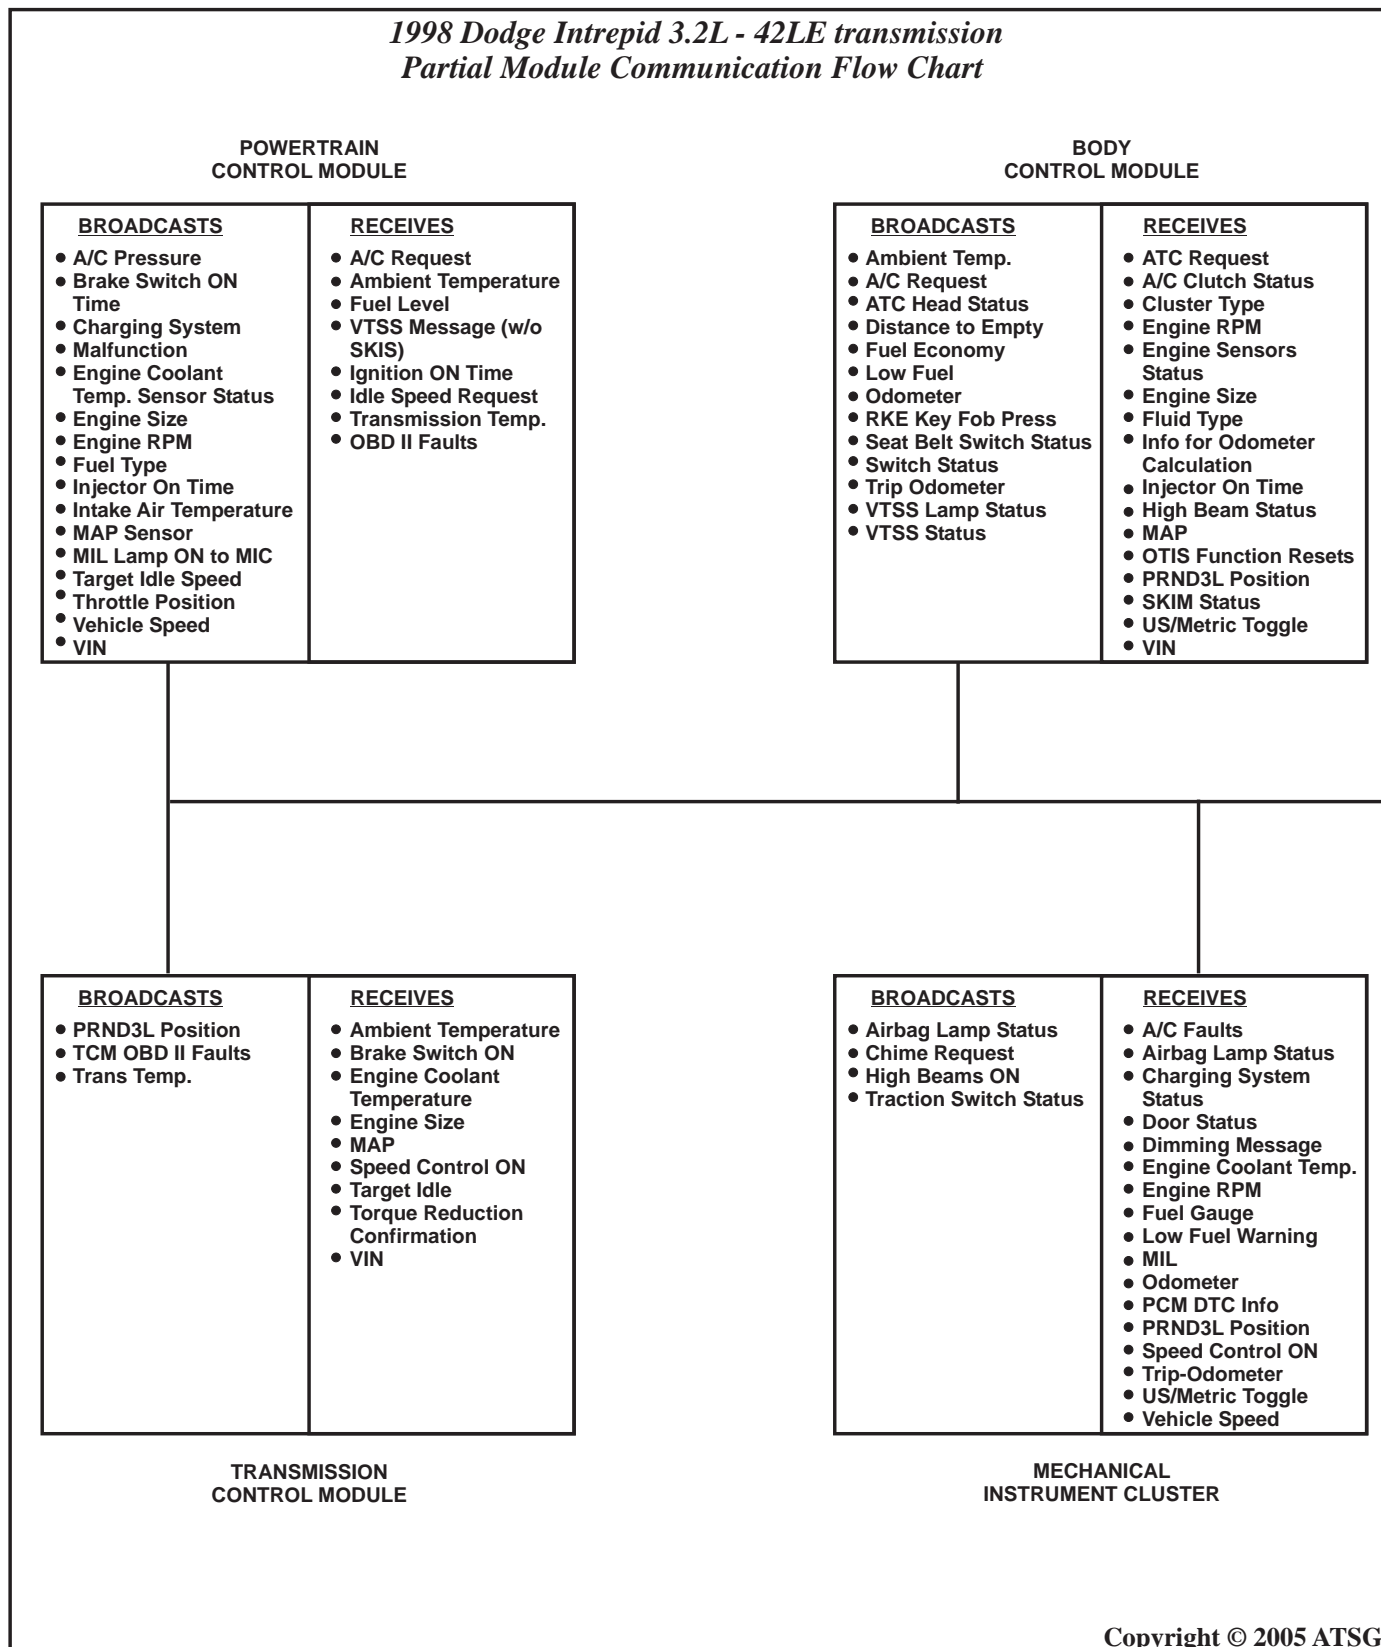 1998 Dodge Intrepid 3.2L - 42LE transmission
Partial Module Communication Flow Chart
POWERTRAIN
CONTROL MODULE
BROADCASTS
• A/C Pressure
• Brake Switch ON
Time
• Charging System
• Malfunction
• Engine Coolant
Temp. Sensor Status
• Engine Size
• Engine RPM
• Fuel Type
• Injector On Time
• Intake Air Temperature
• MAP Sensor
• MIL Lamp ON to MIC
• Target Idle Speed
• Throttle Position
• Vehicle Speed
• VIN
RECEIVES
• A/C Request
• Ambient Temperature
• Fuel Level
• VTSS Message (w/o
SKIS)
• Ignition ON Time
• Idle Speed Request
• Transmission Temp.
• OBD II Faults
BODY
CONTROL MODULE
BROADCASTS
• Ambient Temp.
• A/C Request
• ATC Head Status
• Distance to Empty
• Fuel Economy
• Low Fuel
• Odometer
• RKE Key Fob Press
• Seat Belt Switch Status
• Switch Status
• Trip Odometer
• VTSS Lamp Status
• VTSS Status
RECEIVES
• ATC Request
• A/C Clutch Status
• Cluster Type
• Engine RPM
• Engine Sensors
Status
• Engine Size
• Fluid Type
• Info for Odometer
Calculation
• Injector On Time
• High Beam Status
• MAP
• OTIS Function Resets
• PRND3L Position
• SKIM Status
• US/Metric Toggle
• VIN
BROADCASTS
• PRND3L Position
• TCM OBD II Faults
• Trans Temp.
RECEIVES
• Ambient Temperature
• Brake Switch ON
• Engine Coolant
Temperature
• Engine Size
• MAP
• Speed Control ON
• Target Idle
• Torque Reduction
Confirmation
• VIN
TRANSMISSION
CONTROL MODULE
BROADCASTS
• Airbag Lamp Status
• Chime Request
• High Beams ON
• Traction Switch Status
RECEIVES
• A/C Faults
• Airbag Lamp Status
• Charging System
Status
• Door Status
• Dimming Message
• Engine Coolant Temp.
• Engine RPM
• Fuel Gauge
• Low Fuel Warning
• MIL
• Odometer
• PCM DTC Info
• PRND3L Position
• Speed Control ON
• Trip-Odometer
• US/Metric Toggle
• Vehicle Speed
MECHANICAL
INSTRUMENT CLUSTER
Copyright © 2005 ATSG